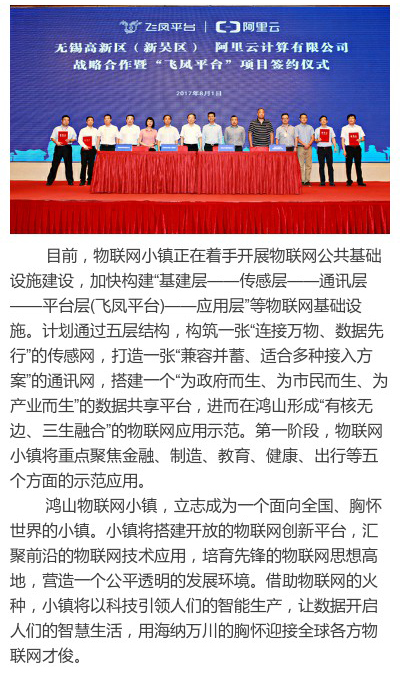 飞凤平台 阿里云
无锡高新区（新吴区） 阿里云计算有限公司
战略合作暨“飞凤平台”项目签约仪式
2017年8月1日
目前，物联网小镇正在着手开展物联网公共基础
设施建设，加快构建“基建层——传感层——通讯层
——平台层(飞凤平台)——应用层”等物联网基础设
施。计划通过五层结构，构筑一张“连接万物、数据先
行”的传感网，打造一张“兼容并蓄、适合多种接入方
案”的通讯网，搭建一个“为政府而生、为市民而生、为
产业而生”的数据共享平台，进而在鸿山形成“有核无
边、三生融合”的物联网应用示范。第一阶段，物联网
小镇将重点聚焦金融、制造、教育、健康、出行等五
个方面的示范应用。
鸿山物联网小镇，立志成为一个面向全国、胸怀
世界的小镇。小镇将搭建开放的物联网创新平台，汇
聚前沿的物联网技术应用，培育先锋的物联网思想高
地，营造一个公平透明的发展环境。借助物联网的火
种，小镇将以科技引领人们的智能生产，让数据开启
人们的智慧生活，用海纳万川的胸怀迎接全球各方物
联网才俊。